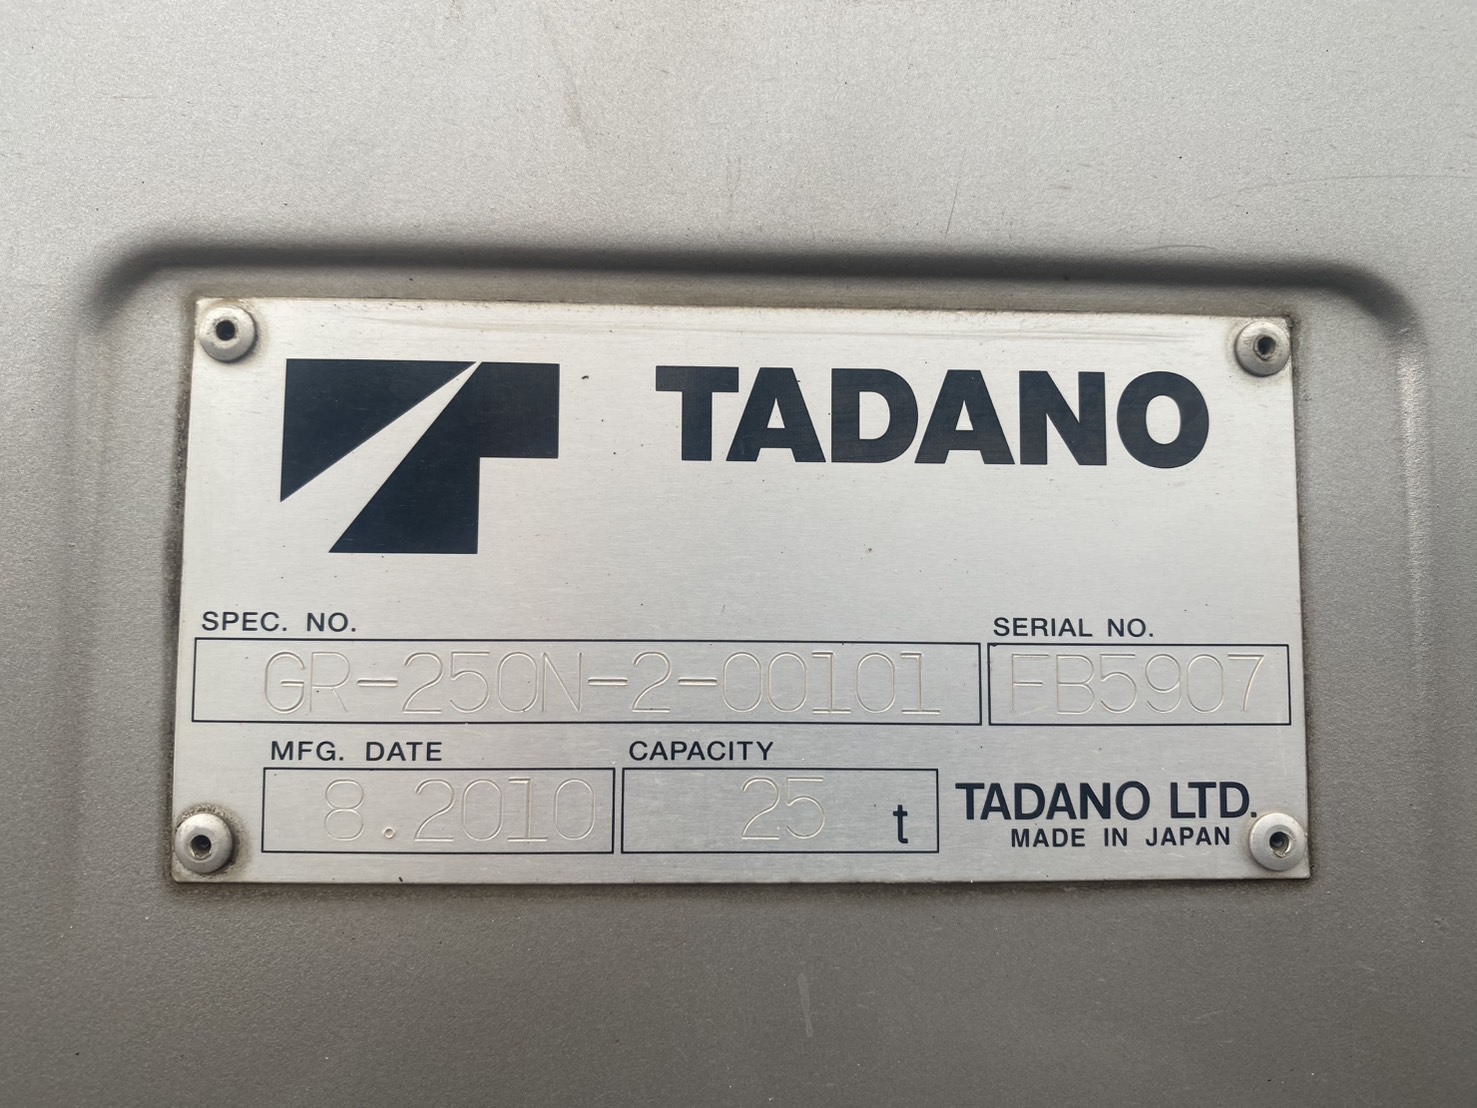 TADANO
SPEC. NO.
SERIAL NO.
GR-250N-2-00101
FB5907
MFG. DATE
CAPACITY
8.2010
25 t
TADANO LTD.
MADE IN JAPAN